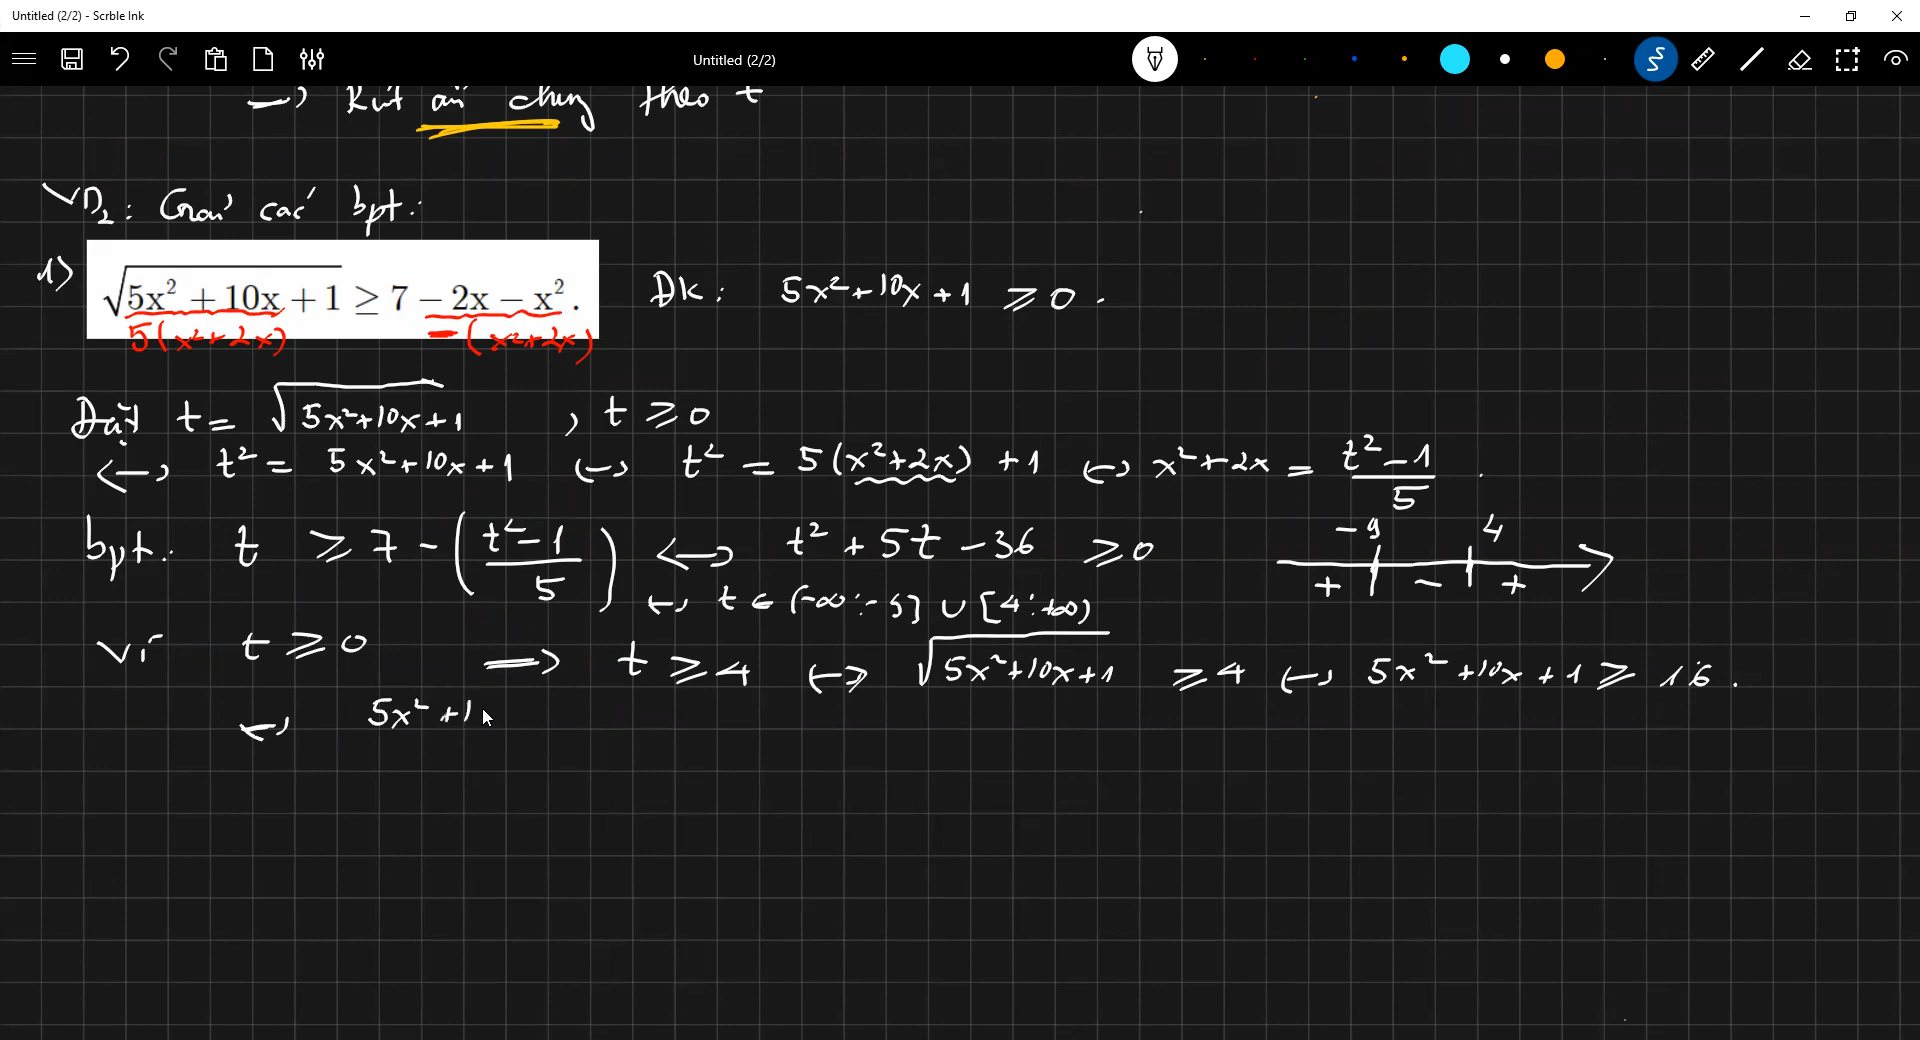 Untitled (2/2) - Scrble Ink
Untitled (2/2)
→ Rút ẩn chung theo t
VD₂: Giải các bpt:
1) √(5x² + 10x + 1) ≥ 7 − 2x − x².
5(x²+2x) −(x²+2x)
ĐK: 5x²+10x+1 ≥ 0.
Đặt t = √(5x²+10x+1) , t ≥ 0
↔ t² = 5x²+10x+1 ↔ t² = 5(x²+2x) +1 ↔ x²+2x = (t²−1)/5.
bpt: t ≥ 7 − ((t²−1)/5) ↔ t² + 5t − 36 ≥ 0
−9 4
+ − +
↔ t ∈ (−∞; −9] ∪ [4; +∞)
Vì t ≥ 0 ⇒ t ≥ 4 ↔ √(5x²+10x+1) ≥ 4 ↔ 5x²+10x+1 ≥ 16.
↔ 5x² +1